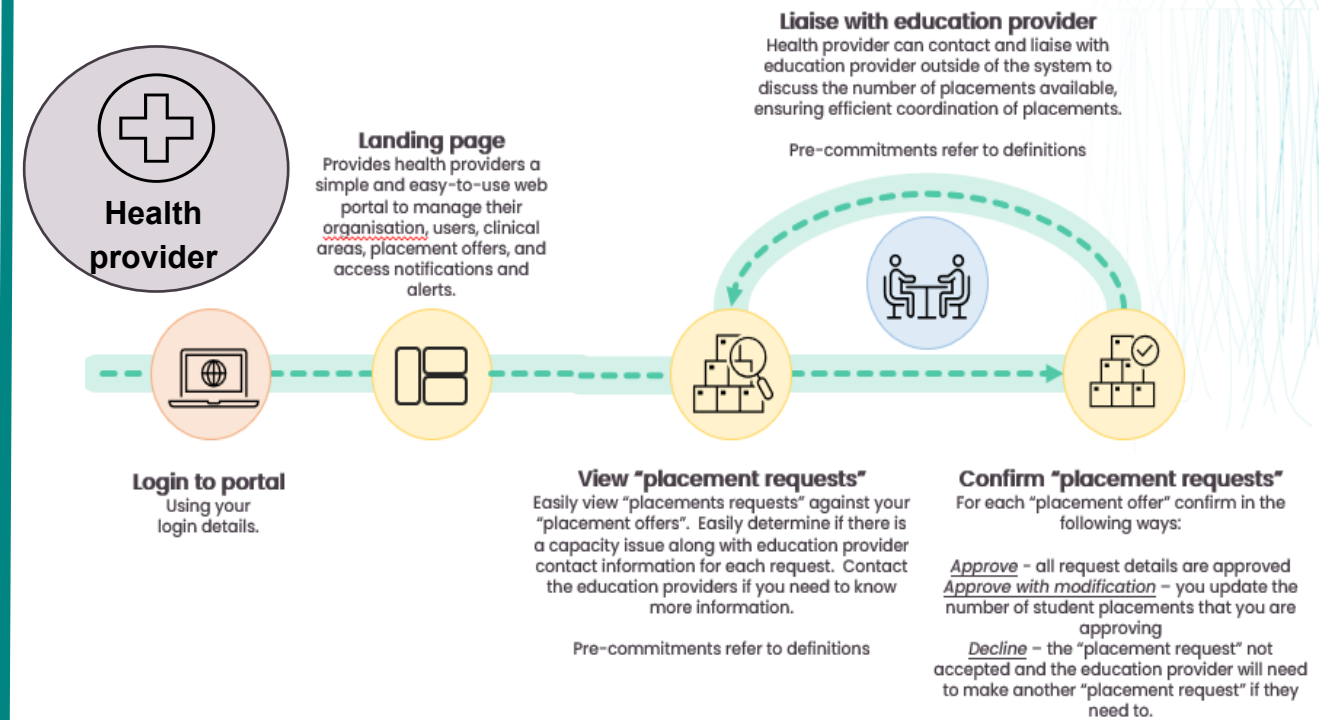 Health
provider
Landing page
Provides health providers a
simple and easy-to-use web
portal to manage their
organisation, users, clinical
areas, placement offers, and
access notifications and
alerts.
Liaise with education provider
Health provider can contact and liaise with
education provider outside of the system to
discuss the number of placements available,
ensuring efficient coordination of placements.
Pre-commitments refer to definitions
Login to portal
Using your
login details.
View “placement requests”
Easily view “placements requests” against your
“placement offers”. Easily determine if there is
a capacity issue along with education provider
contact information for each request. Contact
the education providers if you need to know
more information.
Pre-commitments refer to definitions
Confirm “placement requests”
For each “placement offer” confirm in the
following ways:
Approve - all request details are approved
Approve with modification – you update the
number of student placements that you are
approving
Decline – the “placement request” not
accepted and the education provider will need
to make another “placement request” if they
need to.